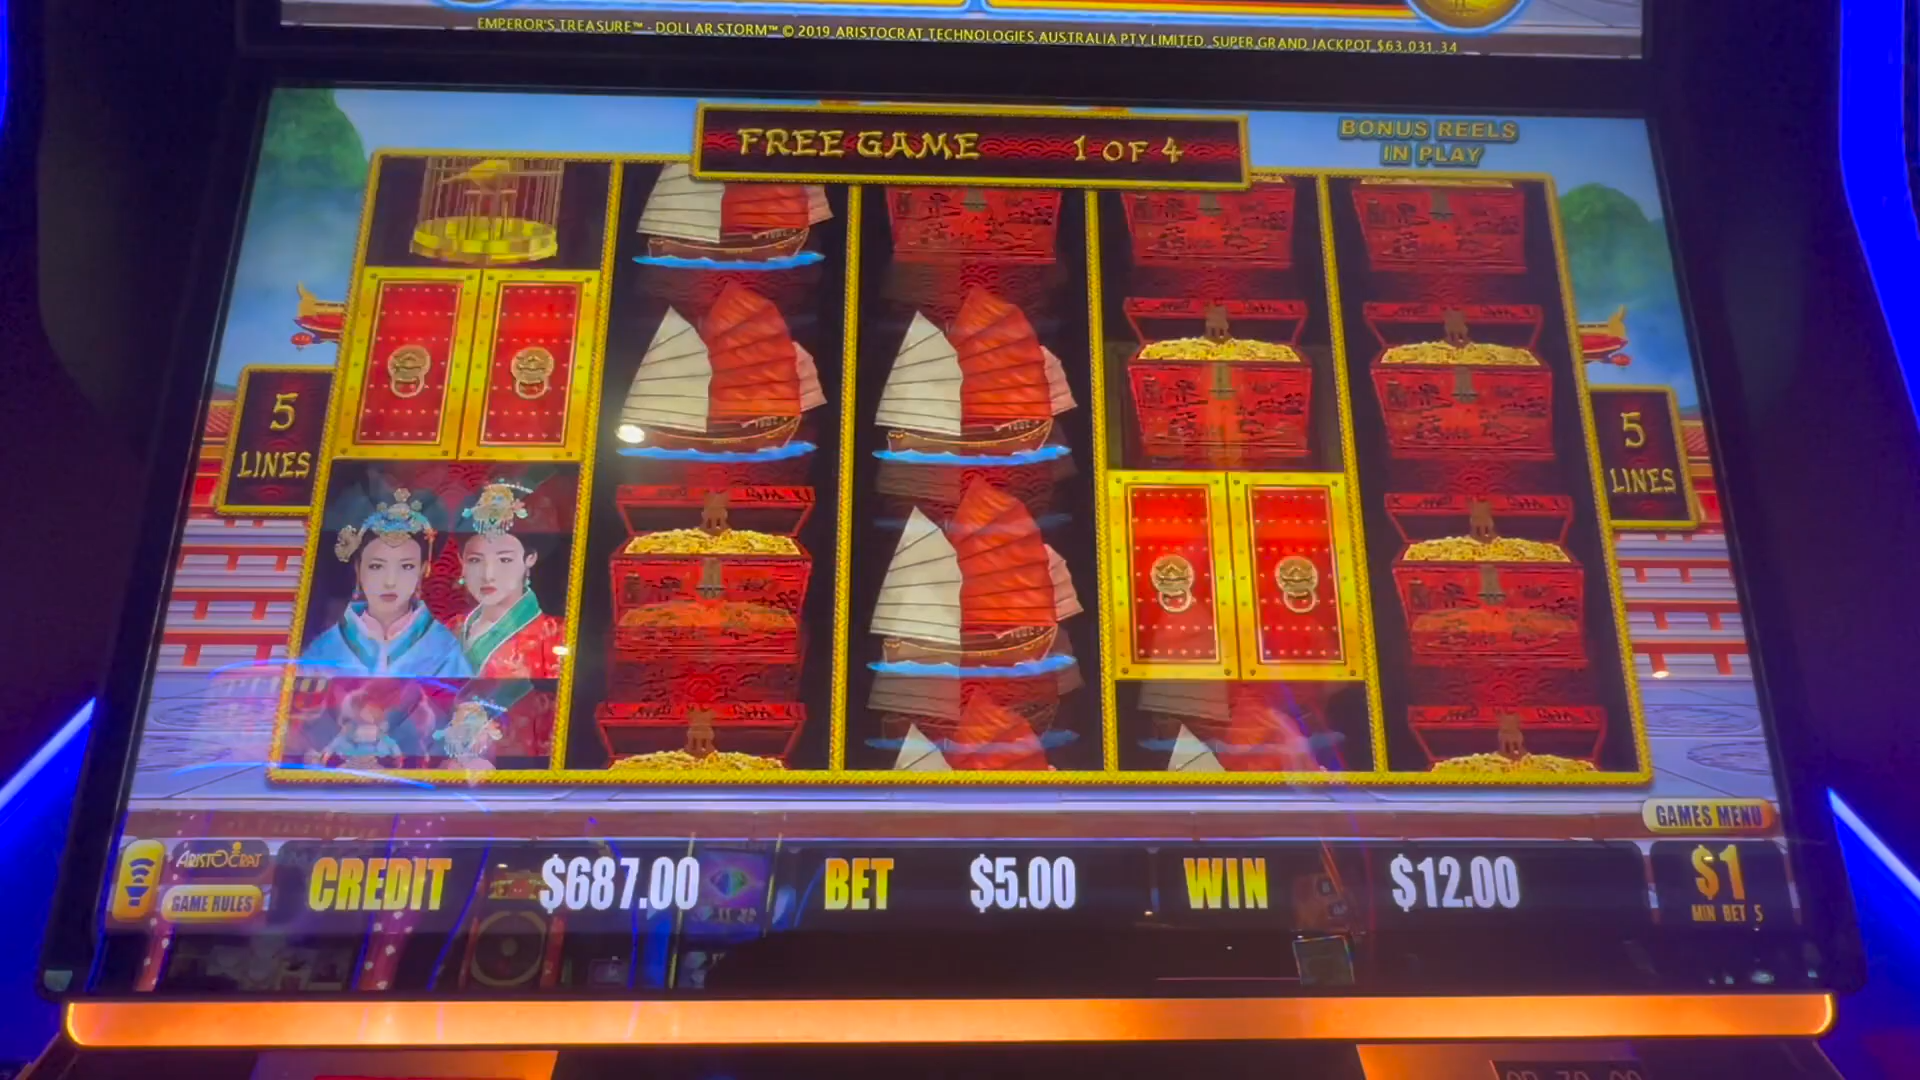 EMPEROR'S TREASURE™ - DOLLAR STORM™ © 2019 ARISTOCRAT TECHNOLOGIES AUSTRALIA PTY LIMITED. SUPER GRAND JACKPOT $63,031.34
FREE GAME 1 OF 4
BONUS REELS
IN PLAY
5
LINES
5
LINES
GAMES MENU
ARISTOCRAT
GAME RULES
CREDIT $687.00 BET $5.00 WIN $12.00
$1
MIN BET 5